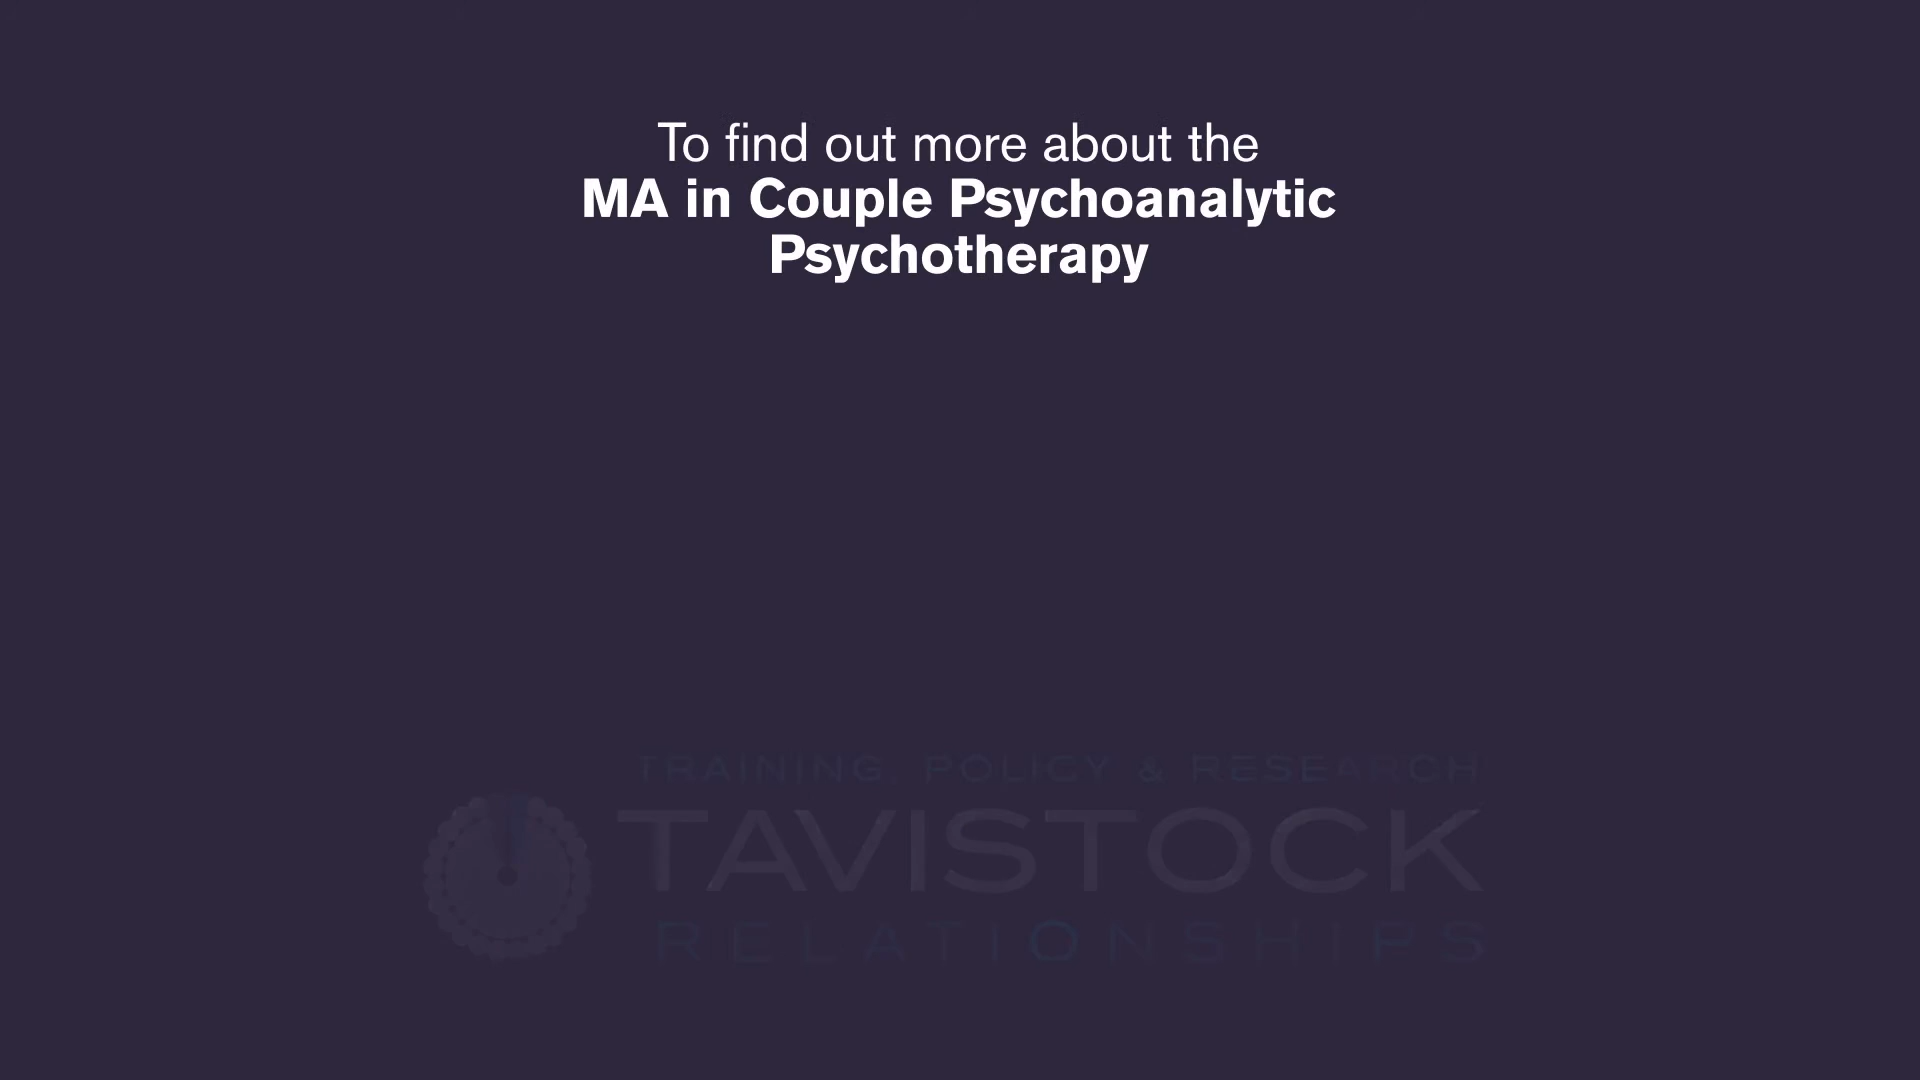 To find out more about the
MA in Couple Psychoanalytic
Psychotherapy
TRAINING, POLICY & RESEARCH
TAVISTOCK
RELATIONSHIPS